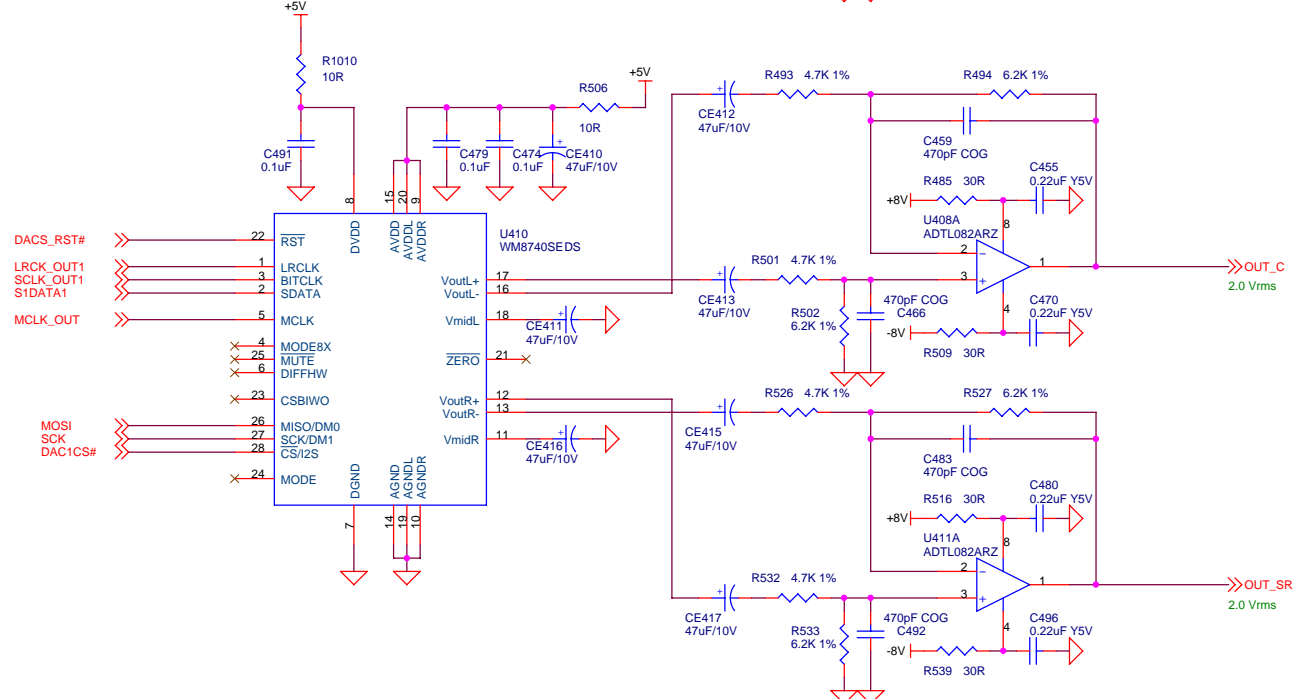 +5V
R1010
10R
C491
0.1uF
+5V
R506
10R
C479
0.1uF
C474
0.1uF
CE410
47uF/10V
8
15
20
9
DVDD
AVDD
AVDDL
AVDDR
U410
WM8740SEDS
DACS_RST#
22
RST
LRCK_OUT1
1
LRCLK
SCLK_OUT1
3
BITCLK
S1DATA1
2
SDATA
MCLK_OUT
5
MCLK
4
MODE8X
25
MUTE
6
DIFFHW
23
CSBIWO
MOSI
26
MISO/DM0
SCK
27
SCK/DM1
DAC1CS#
28
CS/I2S
24
MODE
VoutL+
17
VoutL-
16
VmidL
18
CE411
47uF/10V
ZERO
21
VoutR+
12
VoutR-
13
VmidR
11
CE416
47uF/10V
DGND
AGND
AGNDL
AGNDR
7
14
19
10
+
CE412
47uF/10V
R493 4.7K 1%
R494 6.2K 1%
C459
470pF COG
R485 30R
+8V
C455
0.22uF Y5V
U408A
ADTL082ARZ
8
2
3
1
4
OUT_C
2.0 Vrms
CE413
47uF/10V
R501 4.7K 1%
R502
6.2K 1%
470pF COG
C466
-8V
R509 30R
C470
0.22uF Y5V
CE415
47uF/10V
R526 4.7K 1%
R527 6.2K 1%
C483
470pF COG
R516 30R
+8V
C480
0.22uF Y5V
U411A
ADTL082ARZ
8
2
3
1
4
OUT_SR
2.0 Vrms
CE417
47uF/10V
R532 4.7K 1%
R533
6.2K 1%
470pF COG
C492
-8V
R539 30R
C496
0.22uF Y5V